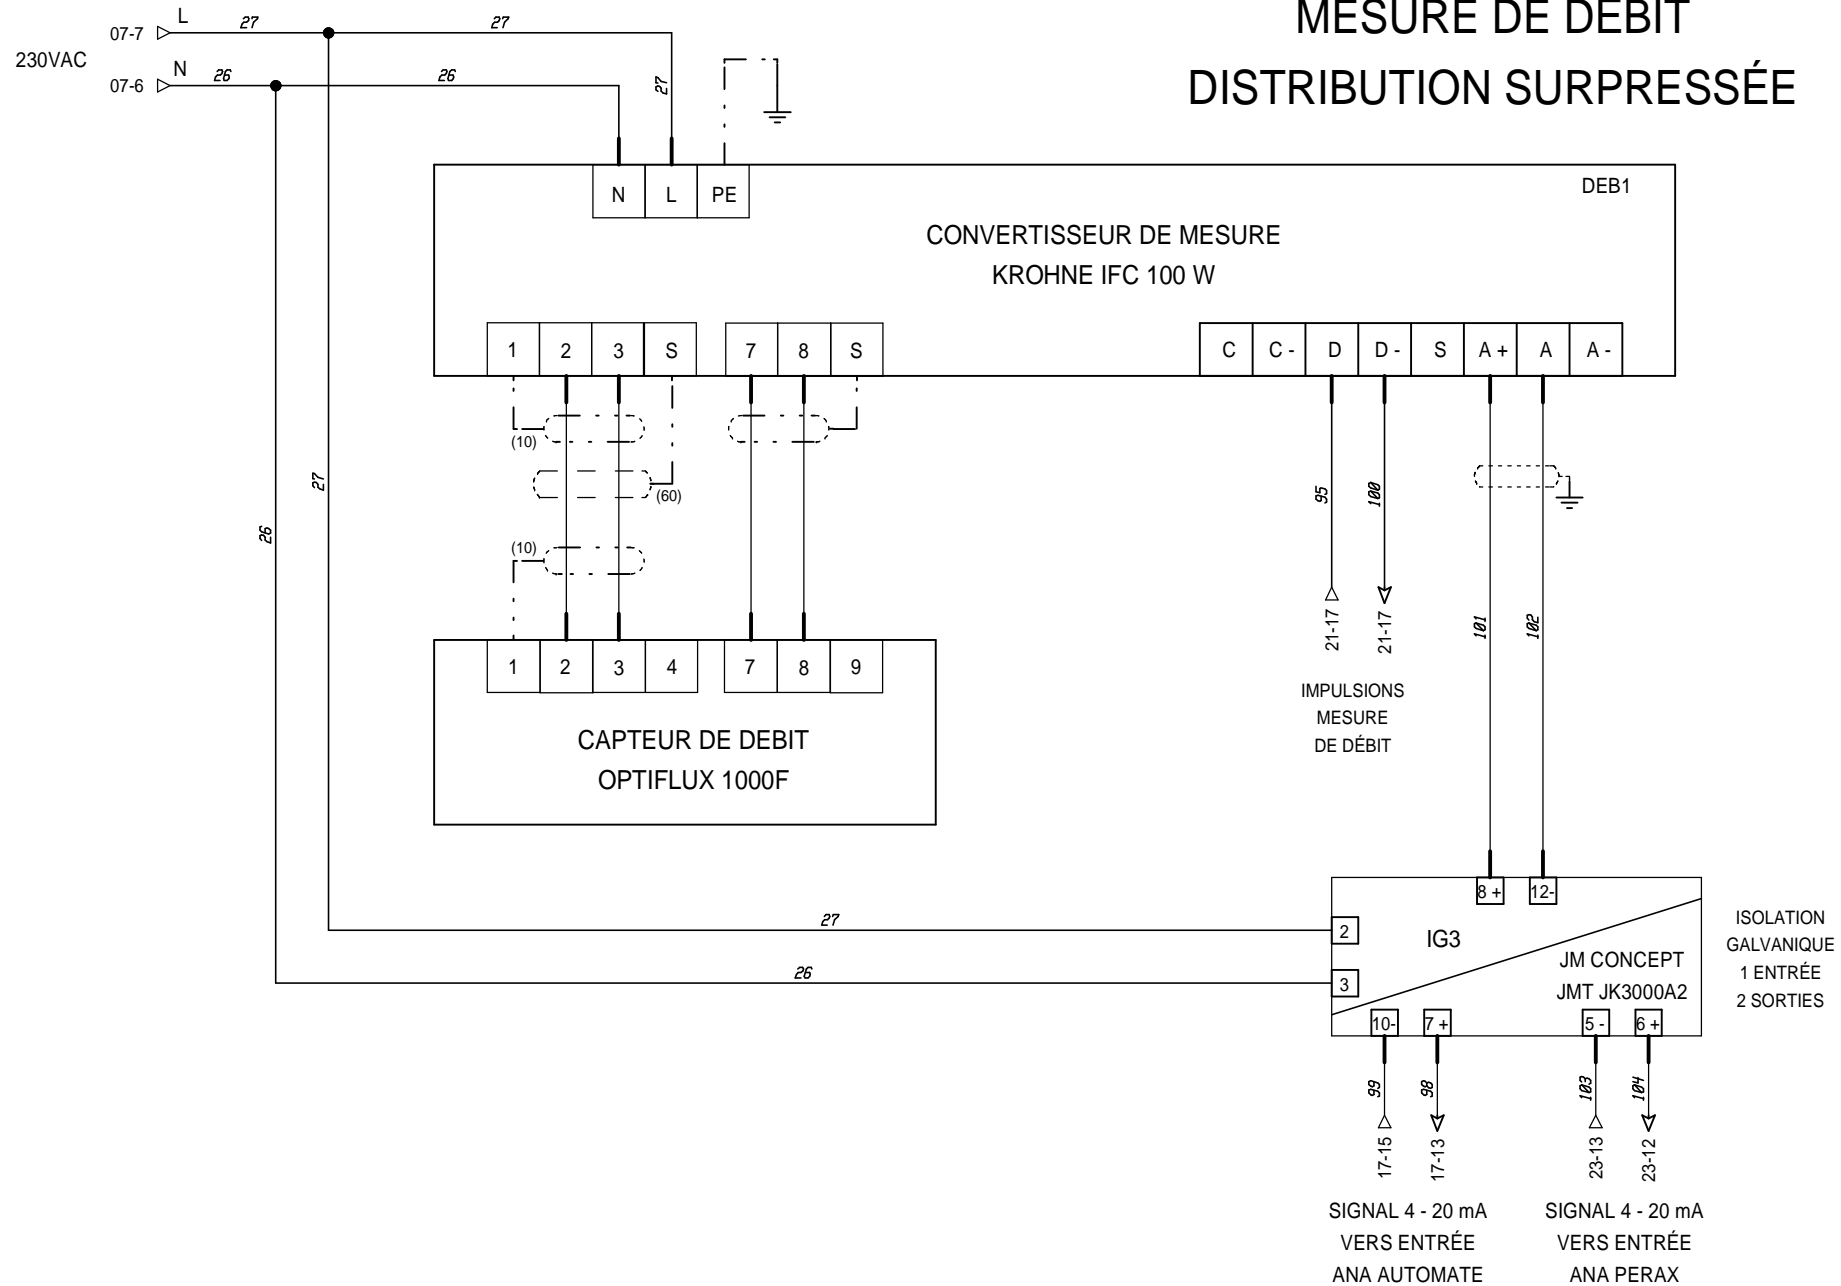 MESURE DE DEBIT
DISTRIBUTION SURPRESSÉE
230VAC
07-7
L
27
27
07-6
N
26
26
27
N
L
PE
DEB1
CONVERTISSEUR DE MESURE
KROHNE IFC 100 W
1
2
3
S
7
8
S
C
C -
D
D -
S
A +
A
A -
(10)
(60)
(10)
27
26
95
100
21-17
21-17
101
102
IMPULSIONS
MESURE
DE DÉBIT
1
2
3
4
7
8
9
CAPTEUR DE DEBIT
OPTIFLUX 1000F
8 +
12-
27
2
26
3
IG3
JM CONCEPT
JMT JK3000A2
ISOLATION
GALVANIQUE
1 ENTRÉE
2 SORTIES
10-
7 +
5 -
6 +
99
98
103
104
17-15
17-13
23-13
23-12
SIGNAL 4 - 20 mA
VERS ENTRÉE
ANA AUTOMATE
SIGNAL 4 - 20 mA
VERS ENTRÉE
ANA PERAX